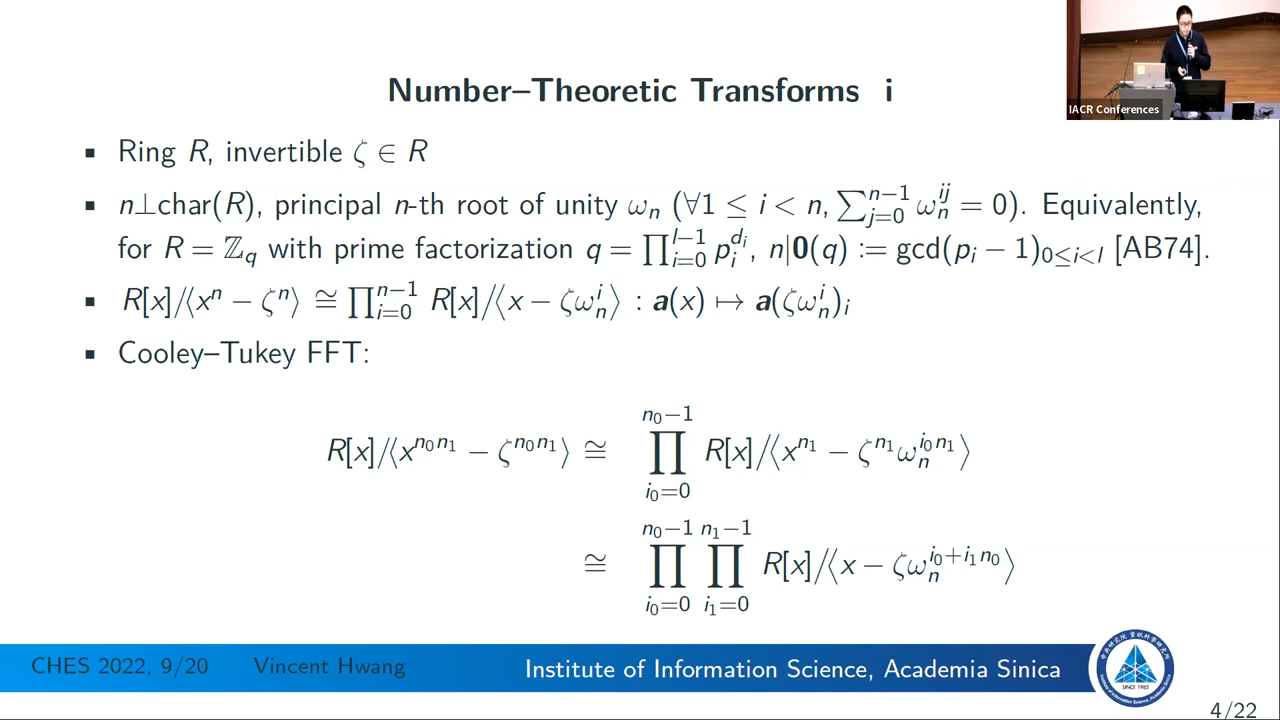 IACR Conferences
Number–Theoretic Transforms i
▪ Ring R, invertible ζ ∈ R
▪ n⊥char(R), principal n-th root of unity ω_n (∀1 ≤ i < n, ∑_{j=0}^{n−1} ω_n^{ij} = 0). Equivalently,
for R = ℤ_q with prime factorization q = ∏_{i=0}^{l−1} p_i^{d_i}, n|𝟎(q) := gcd(p_i − 1)_{0≤i<l} [AB74].
▪ R[x]/⟨x^n − ζ^n⟩ ≅ ∏_{i=0}^{n−1} R[x]/⟨x − ζω_n^i⟩ : a(x) ↦ a(ζω_n^i)_i
▪ Cooley–Tukey FFT:
R[x]/⟨x^{n_0 n_1} − ζ^{n_0 n_1}⟩ ≅ ∏_{i_0=0}^{n_0−1} R[x]/⟨x^{n_1} − ζ^{n_1} ω_n^{i_0 n_1}⟩
≅ ∏_{i_0=0}^{n_0−1} ∏_{i_1=0}^{n_1−1} R[x]/⟨x − ζω_n^{i_0+i_1 n_0}⟩
CHES 2022, 9/20 Vincent Hwang Institute of Information Science, Academia Sinica
SINCE 1982
4/22